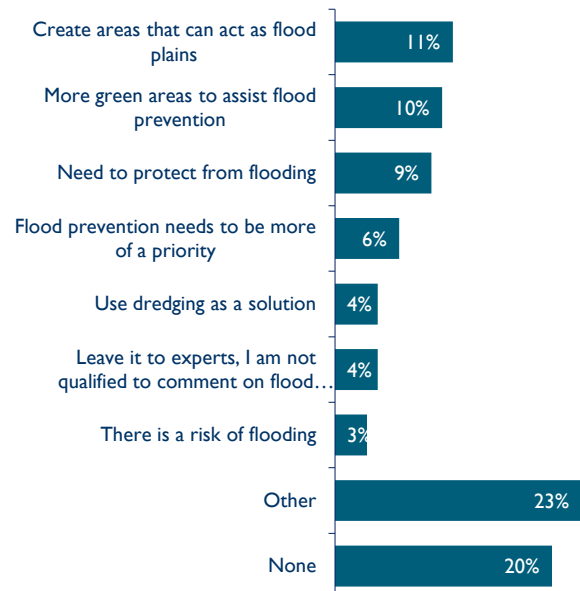 Create areas that can act as flood
plains
11%
More green areas to assist flood
prevention
10%
Need to protect from flooding
9%
Flood prevention needs to be more
of a priority
6%
Use dredging as a solution
4%
Leave it to experts, I am not
qualified to comment on flood…
4%
There is a risk of flooding
3%
Other
23%
None
20%